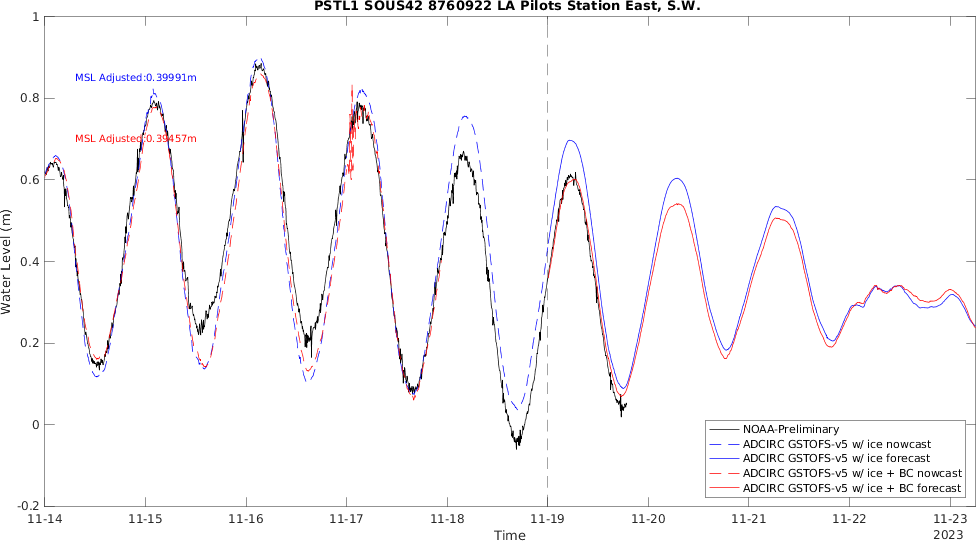 PSTL1 SOUS42 8760922 LA Pilots Station East, S.W.
1
0.8
0.6
0.4
0.2
0
-0.2
Water Level (m)
MSL Adjusted:0.39991m
MSL Adjusted:0.39457m
NOAA-Preliminary
ADCIRC GSTOFS-v5 w/ ice nowcast
ADCIRC GSTOFS-v5 w/ ice forecast
ADCIRC GSTOFS-v5 w/ ice + BC nowcast
ADCIRC GSTOFS-v5 w/ ice + BC forecast
11-14 11-15 11-16 11-17 11-18 11-19 11-20 11-21 11-22 11-23
Time
2023